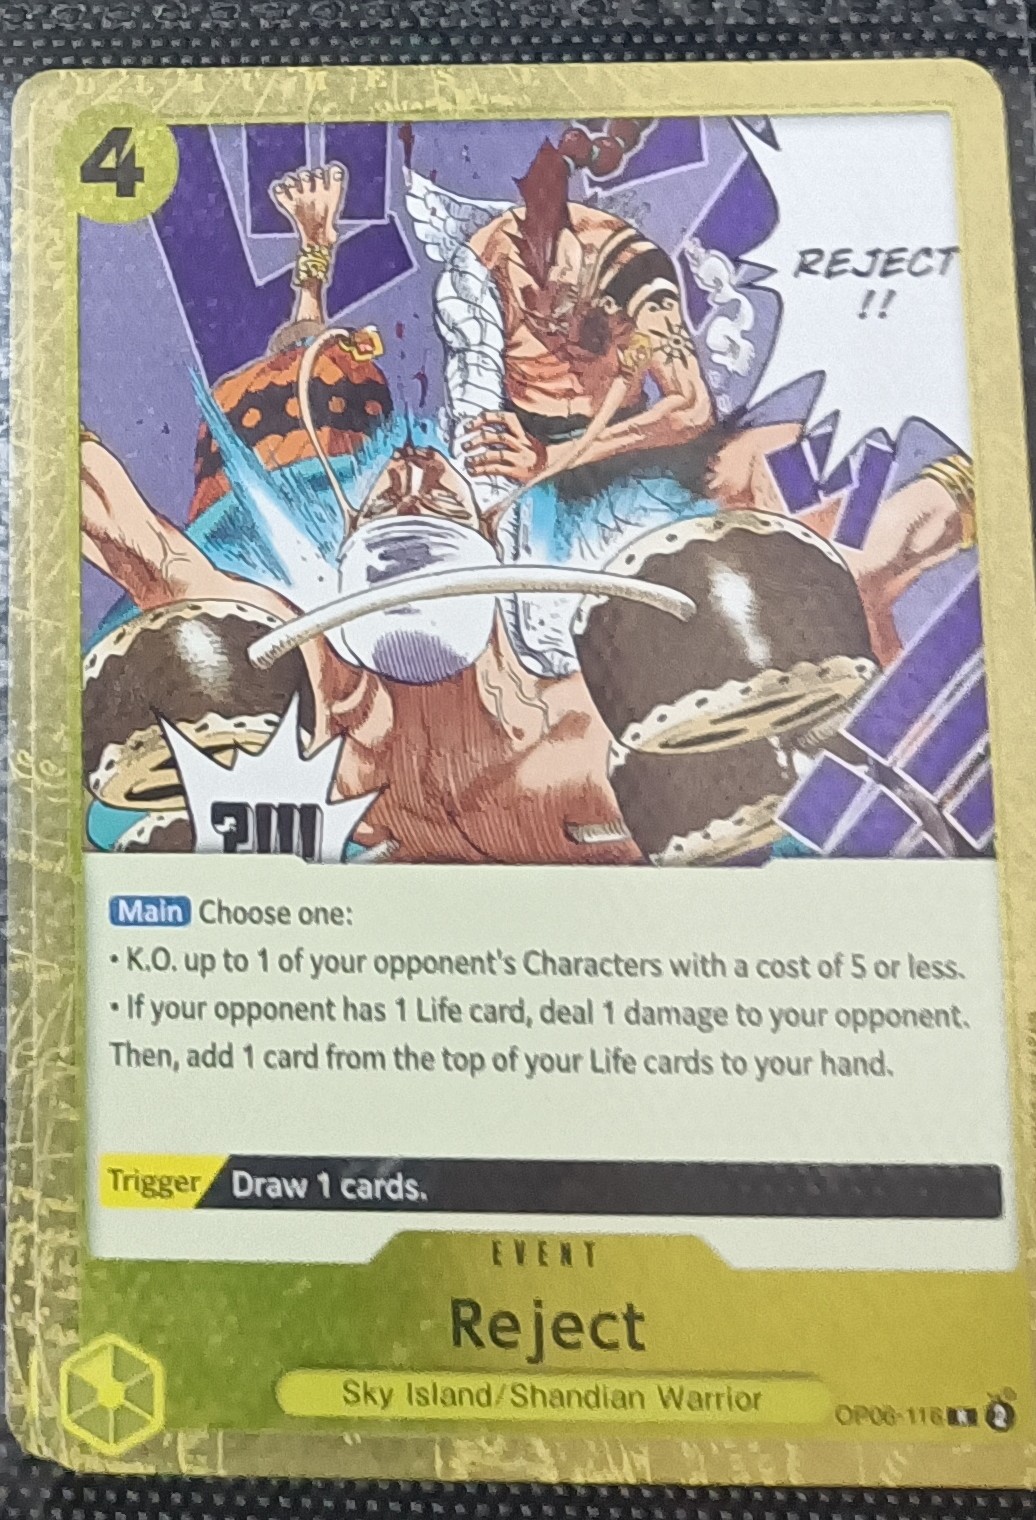 4
REJECT
!!
?!!!
Main Choose one:
• K.O. up to 1 of your opponent's Characters with a cost of 5 or less.
• If your opponent has 1 Life card, deal 1 damage to your opponent.
Then, add 1 card from the top of your Life cards to your hand.
Trigger Draw 1 cards.
EVENT
Reject
Sky Island/Shandian Warrior
OP06-116